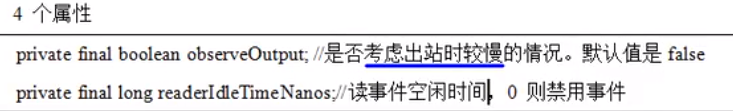 4 个属性
private final boolean observeOutput; //是否考虑出站时较慢的情况。默认值是 false
private final long readerIdleTimeNanos;//读事件空闲时间，0 则禁用事件